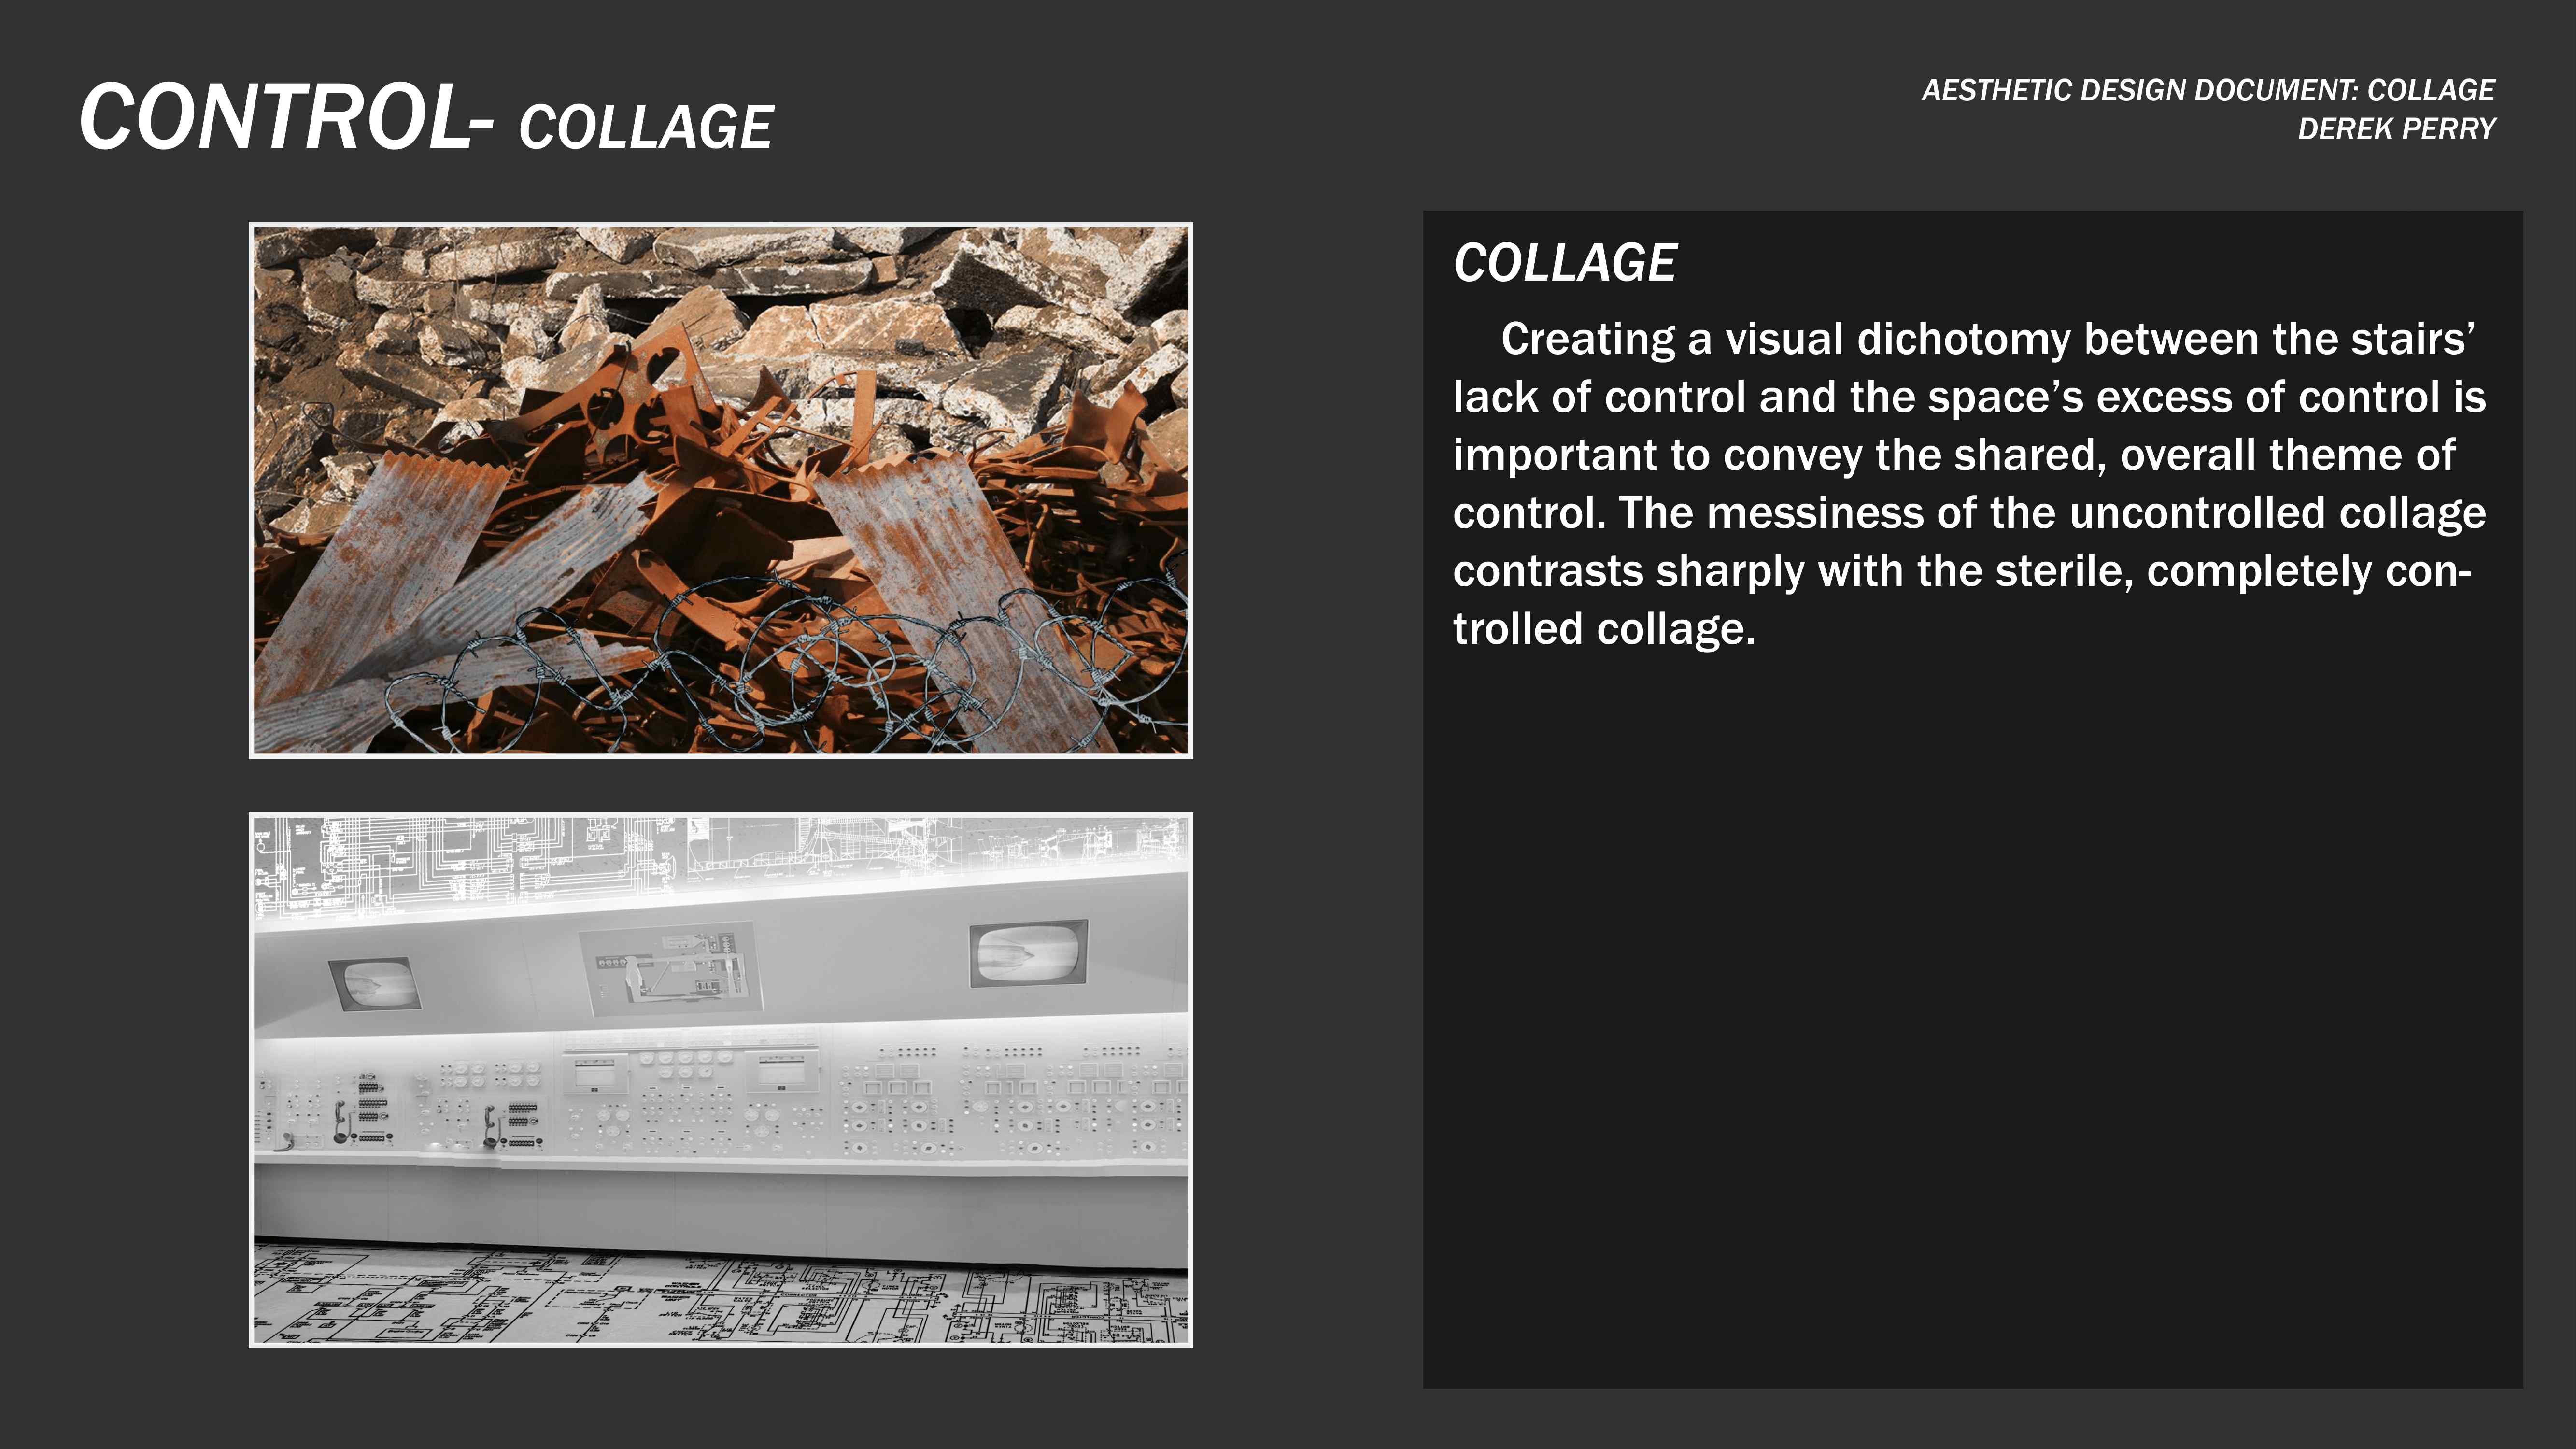 CONTROL- COLLAGE
AESTHETIC DESIGN DOCUMENT: COLLAGE
DEREK PERRY
COLLAGE
Creating a visual dichotomy between the stairs’
lack of control and the space’s excess of control is
important to convey the shared, overall theme of
control. The messiness of the uncontrolled collage
contrasts sharply with the sterile, completely con-
trolled collage.